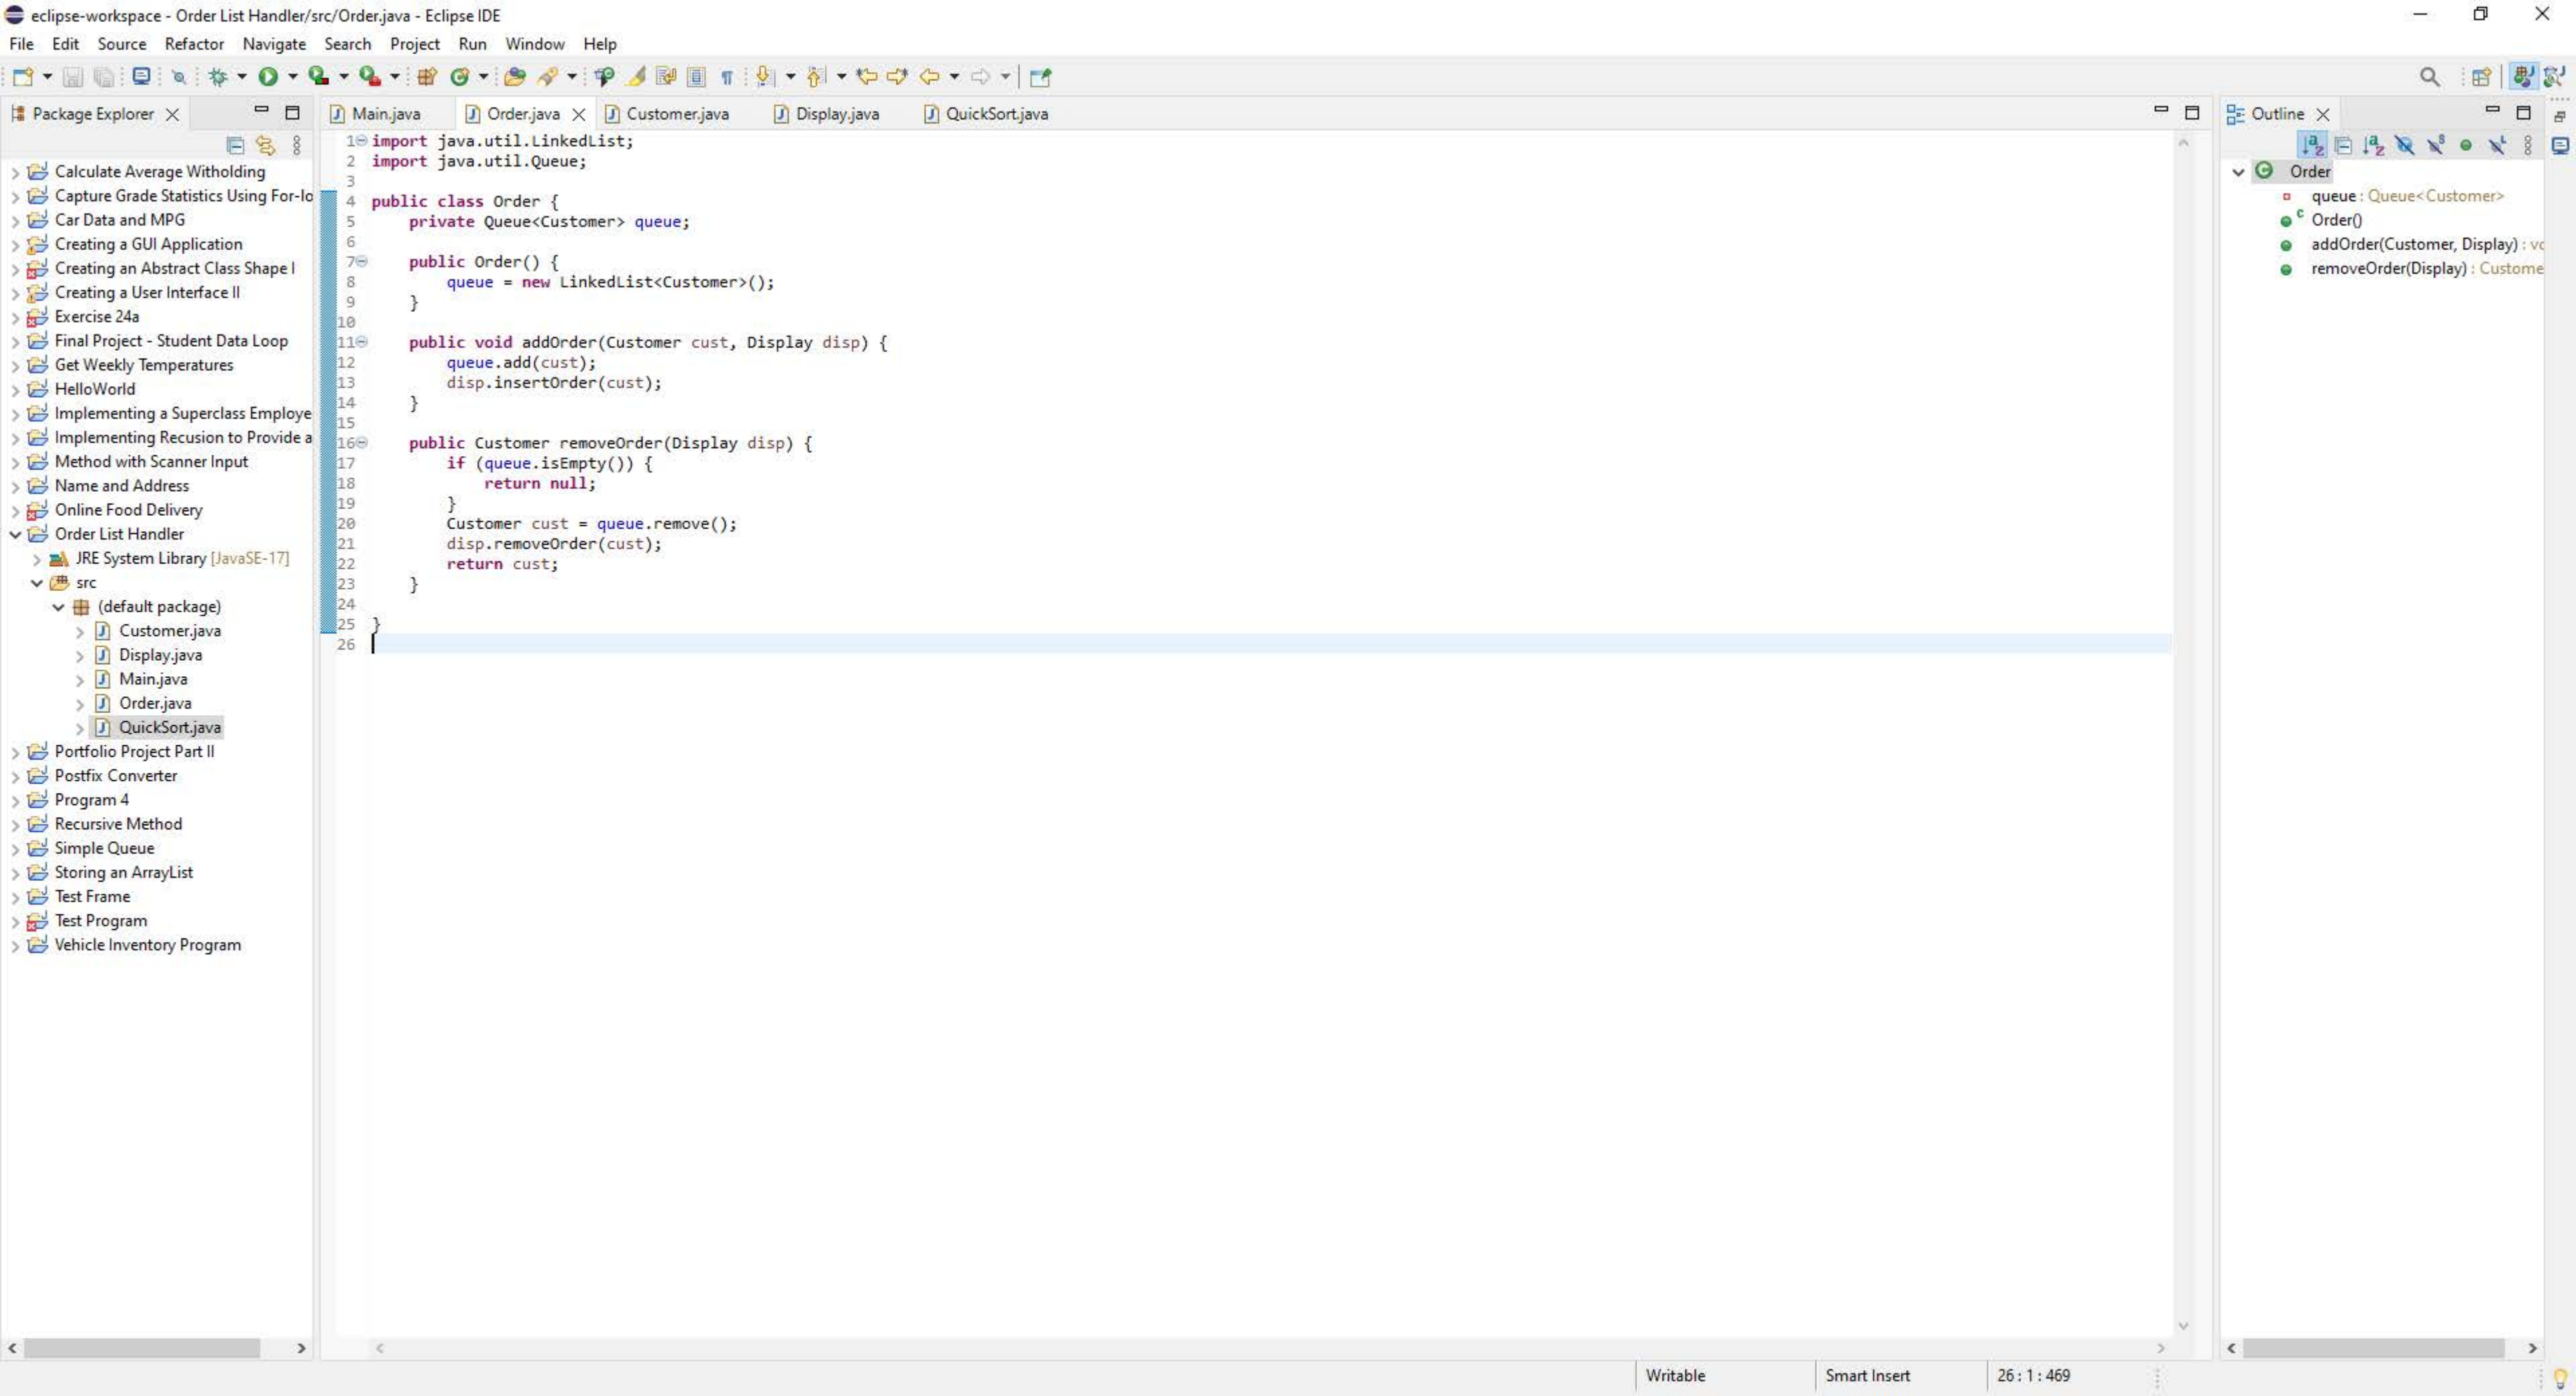 eclipse-workspace - Order List Handler/src/Order.java - Eclipse IDE
File Edit Source Refactor Navigate Search Project Run Window Help
Package Explorer
Calculate Average Witholding
Capture Grade Statistics Using For-lo
Car Data and MPG
Creating a GUI Application
Creating an Abstract Class Shape I
Creating a User Interface II
Exercise 24a
Final Project - Student Data Loop
Get Weekly Temperatures
HelloWorld
Implementing a Superclass Employe
Implementing Recusion to Provide a
Method with Scanner Input
Name and Address
Online Food Delivery
Order List Handler
JRE System Library [JavaSE-17]
src
(default package)
Customer.java
Display.java
Main.java
Order.java
QuickSort.java
Portfolio Project Part II
Postfix Converter
Program 4
Recursive Method
Simple Queue
Storing an ArrayList
Test Frame
Test Program
Vehicle Inventory Program
Main.java Order.java Customer.java Display.java QuickSort.java
1 import java.util.LinkedList;
2 import java.util.Queue;
3
4 public class Order {
5 private Queue<Customer> queue;
6
7 public Order() {
8 queue = new LinkedList<Customer>();
9 }
10
11 public void addOrder(Customer cust, Display disp) {
12 queue.add(cust);
13 disp.insertOrder(cust);
14 }
15
16 public Customer removeOrder(Display disp) {
17 if (queue.isEmpty()) {
18 return null;
19 }
20 Customer cust = queue.remove();
21 disp.removeOrder(cust);
22 return cust;
23 }
24
25 }
26
Outline
Order
queue : Queue<Customer>
Order()
addOrder(Customer, Display) : vo
removeOrder(Display) : Custome
Writable Smart Insert 26 : 1 : 469